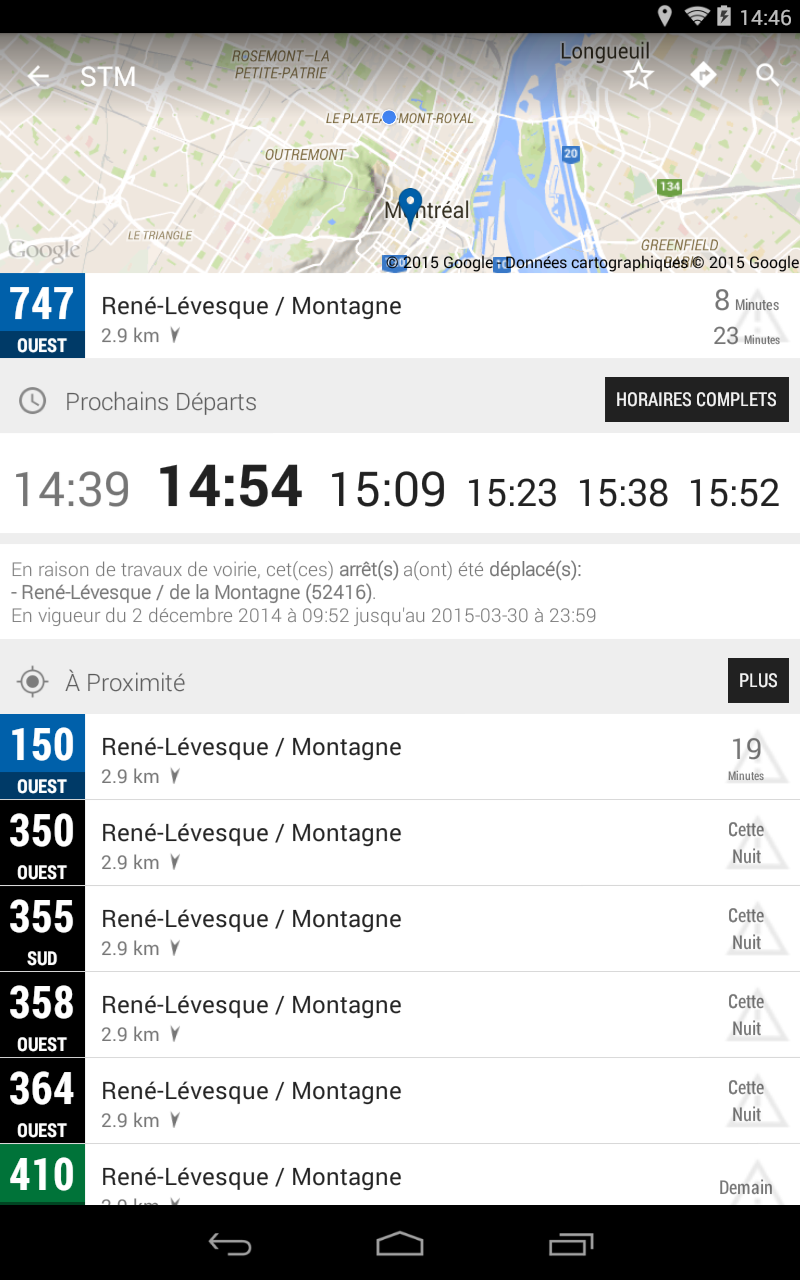 14:46
STM
ROSEMONT—LA
PETITE-PATRIE
Longueuil
LE PLATEA MONT-ROYAL
OUTREMONT
20
134
Montréal
LE TRIANGLE
GREENFIELD
Google
© 2015 Google - Données cartographiques © 2015 Google
747
OUEST
René-Lévesque / Montagne
2.9 km
8 Minutes
23 Minutes
Prochains Départs
HORAIRES COMPLETS
14:39 14:54 15:09 15:23 15:38 15:52
En raison de travaux de voirie, cet(ces) arrêt(s) a(ont) été déplacé(s):
- René-Lévesque / de la Montagne (52416).
En vigueur du 2 décembre 2014 à 09:52 jusqu'au 2015-03-30 à 23:59
À Proximité
PLUS
150
OUEST
René-Lévesque / Montagne
2.9 km
19
Minutes
350
OUEST
René-Lévesque / Montagne
2.9 km
Cette
Nuit
355
SUD
René-Lévesque / Montagne
2.9 km
Cette
Nuit
358
OUEST
René-Lévesque / Montagne
2.9 km
Cette
Nuit
364
OUEST
René-Lévesque / Montagne
2.9 km
Cette
Nuit
410
René-Lévesque / Montagne
2.9 km
Demain